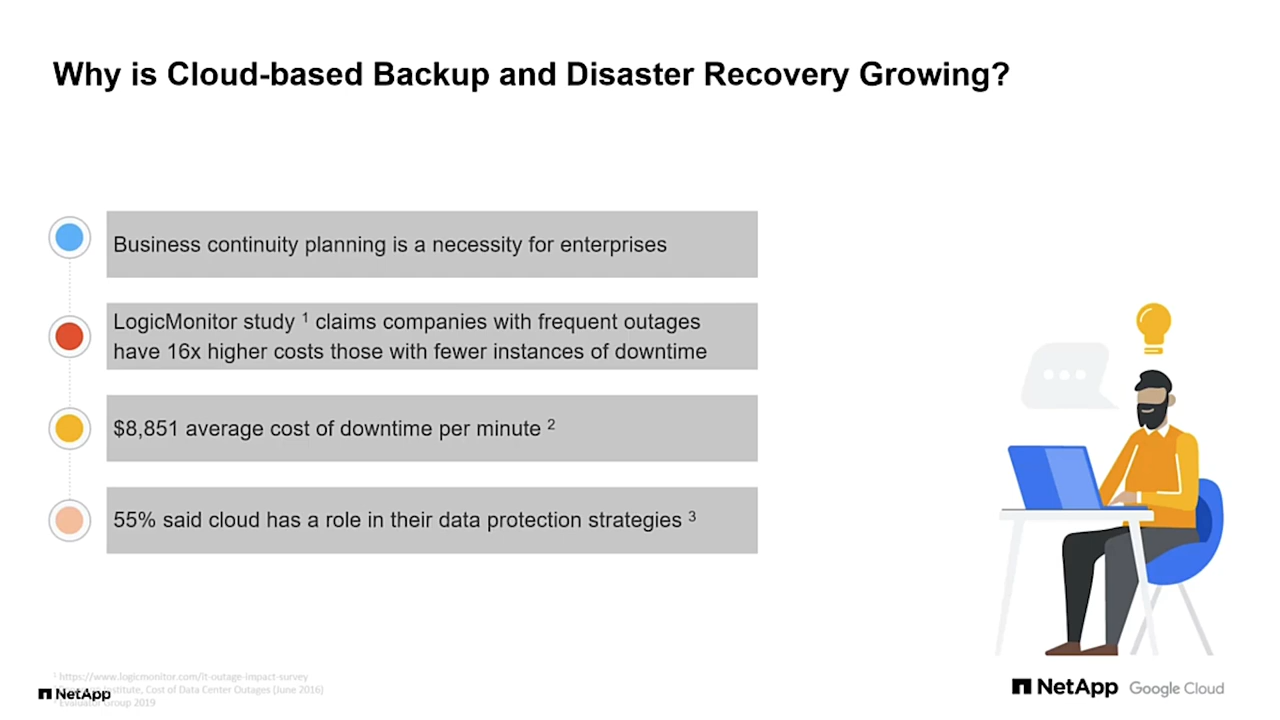 Why is Cloud-based Backup and Disaster Recovery Growing?
Business continuity planning is a necessity for enterprises
LogicMonitor study ¹ claims companies with frequent outages
have 16x higher costs those with fewer instances of downtime
$8,851 average cost of downtime per minute ²
55% said cloud has a role in their data protection strategies ³
¹ https://www.logicmonitor.com/it-outage-impact-survey
Institute, Cost of Data Center Outages (June 2016)
NetApp
Evaluator Group 2019
NetApp Google Cloud